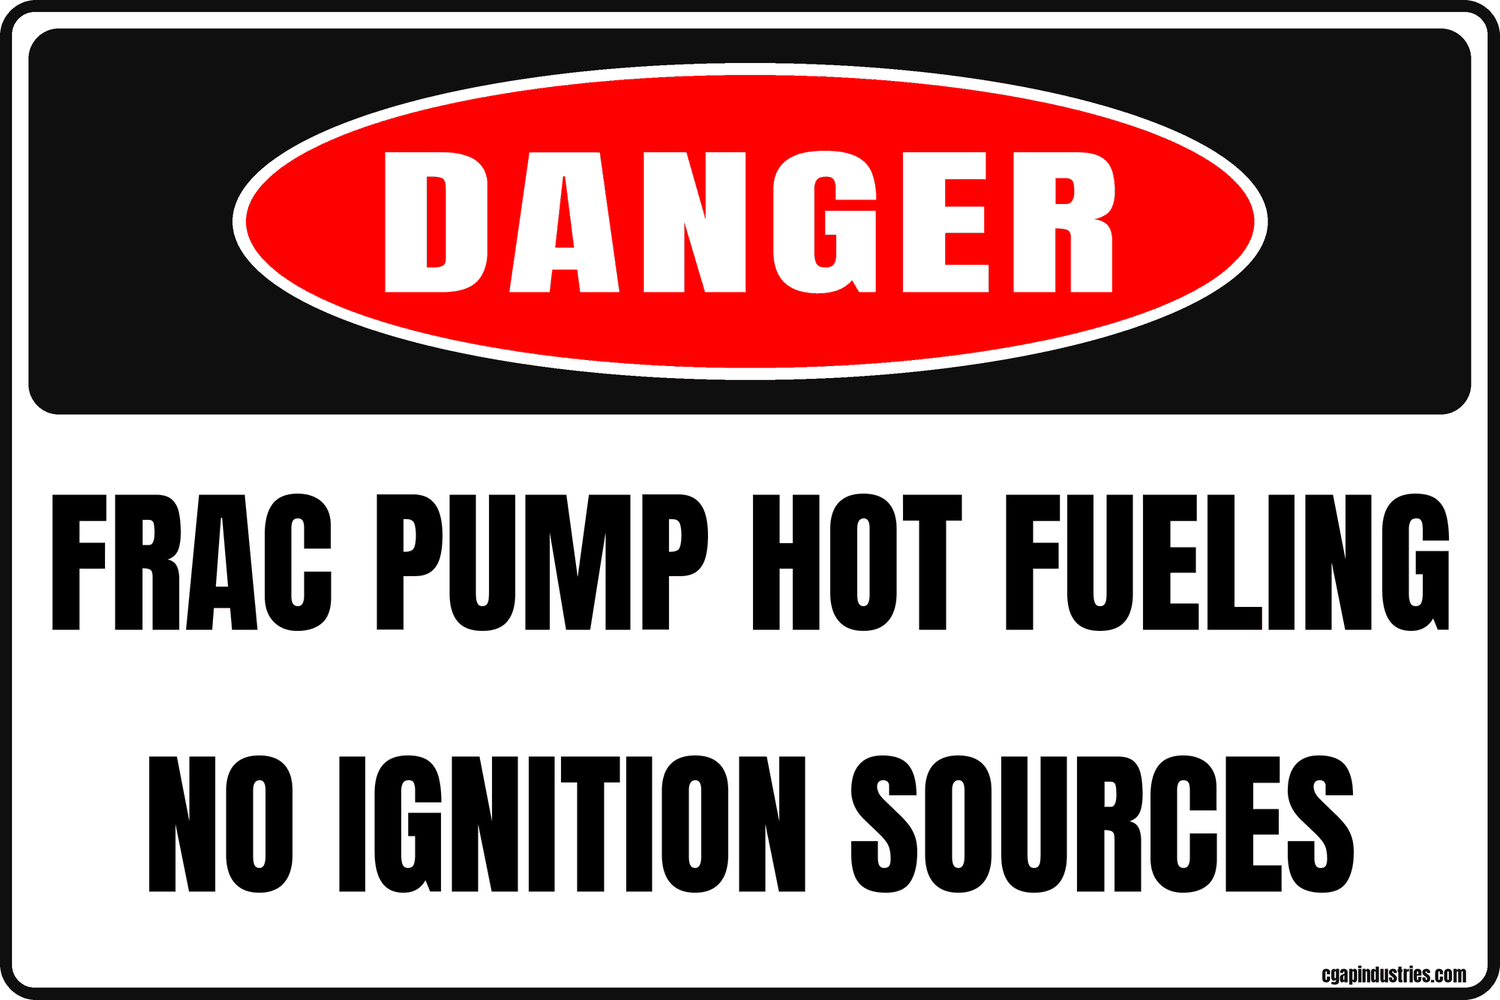 DANGER
FRAC PUMP HOT FUELING
NO IGNITION SOURCES
cgapindustries.com